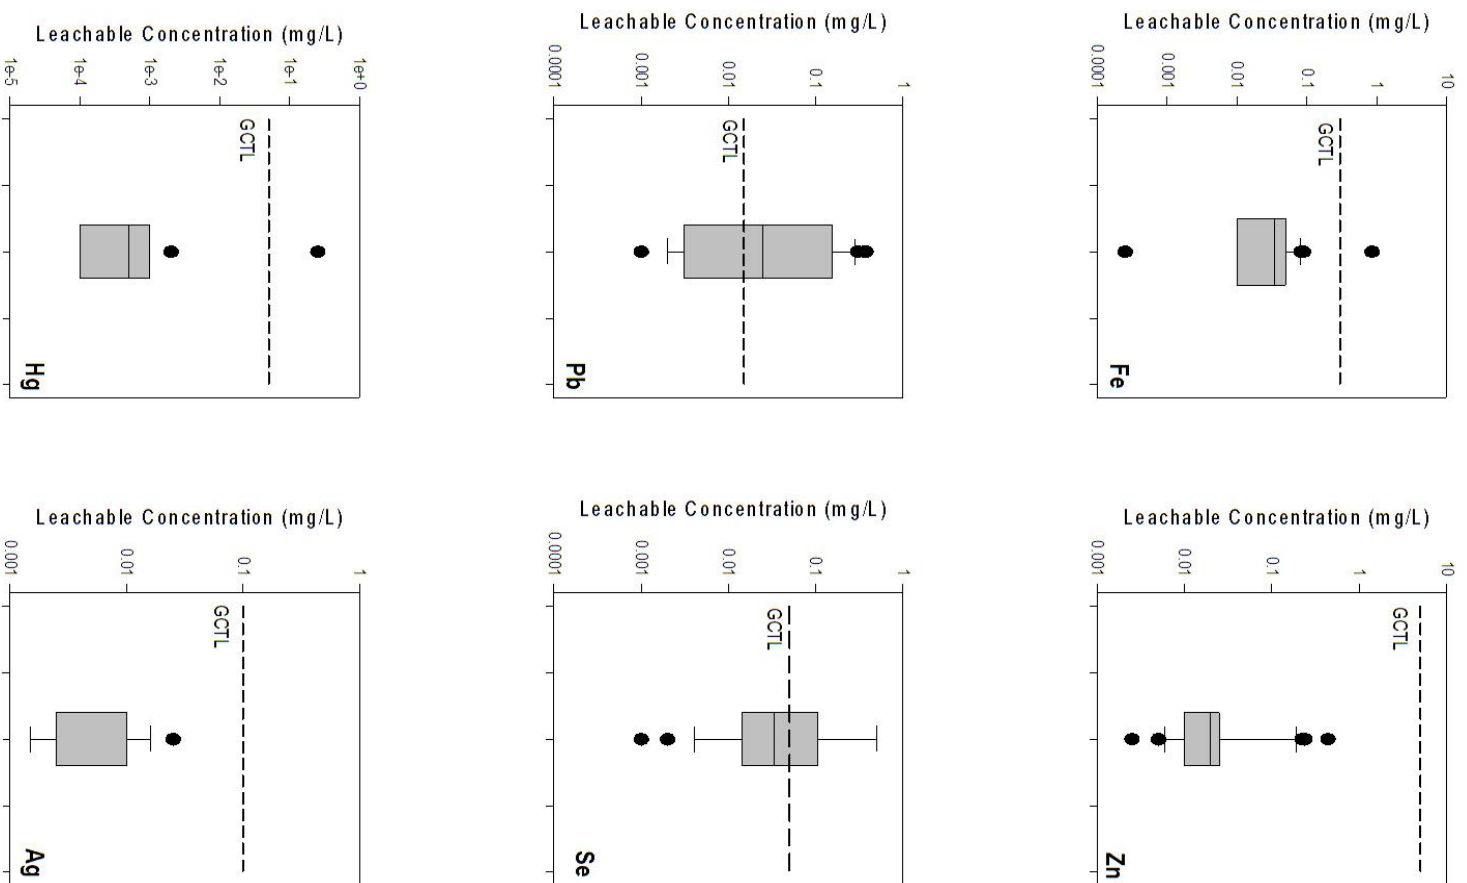 Leachable Concentration (mg/L)
1e-5
1e-4
1e-3
1e-2
1e-1
1e+0
GCTL
Hg
Leachable Concentration (mg/L)
0.0001
0.001
0.01
0.1
1
GCTL
Pb
Leachable Concentration (mg/L)
0.0001
0.001
0.01
0.1
1
10
GCTL
Fe
Leachable Concentration (mg/L)
0.001
0.01
0.1
1
GCTL
Ag
Leachable Concentration (mg/L)
0.0001
0.001
0.01
0.1
1
GCTL
Se
Leachable Concentration (mg/L)
0.001
0.01
0.1
1
10
GCTL
Zn